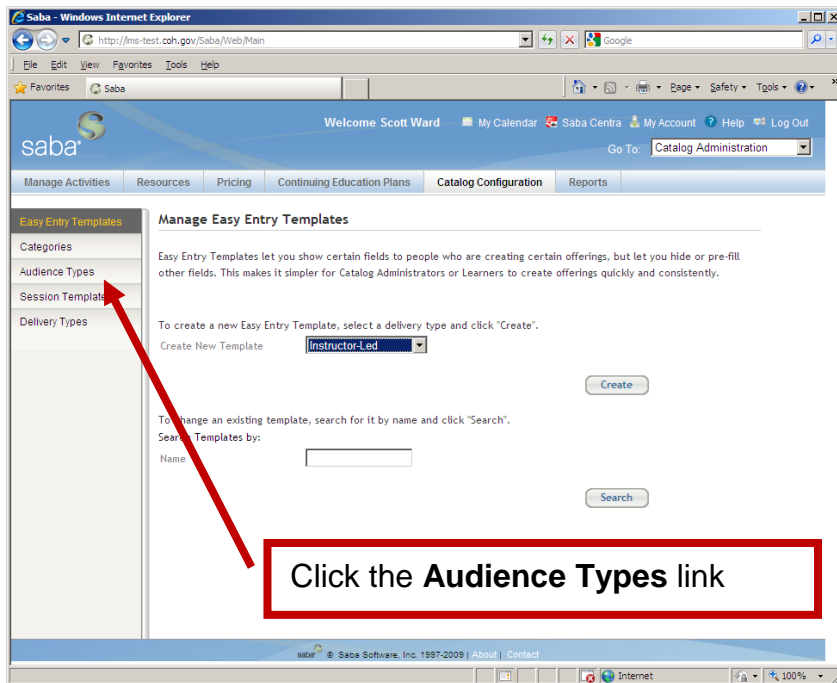 Saba - Windows Internet Explorer
http://lms-test.coh.gov/Saba/Web/Main
Google
File Edit View Favorites Tools Help
Favorites Saba
Page Safety Tools
Welcome Scott Ward My Calendar Saba Centra My Account Help Log Out
saba
Go To: Catalog Administration
Manage Activities Resources Pricing Continuing Education Plans Catalog Configuration Reports
Easy Entry Templates
Categories
Audience Types
Session Template
Delivery Types
Manage Easy Entry Templates
Easy Entry Templates let you show certain fields to people who are creating certain offerings, but let you hide or pre-fill
other fields. This makes it simpler for Catalog Administrators or Learners to create offerings quickly and consistently.
To create a new Easy Entry Template, select a delivery type and click "Create".
Create New Template Instructor-Led
Create
To change an existing template, search for it by name and click "Search".
Search Templates by:
Name
Search
Click the Audience Types link
saba © Saba Software, Inc. 1997-2009 | About | Contact
Internet 100%